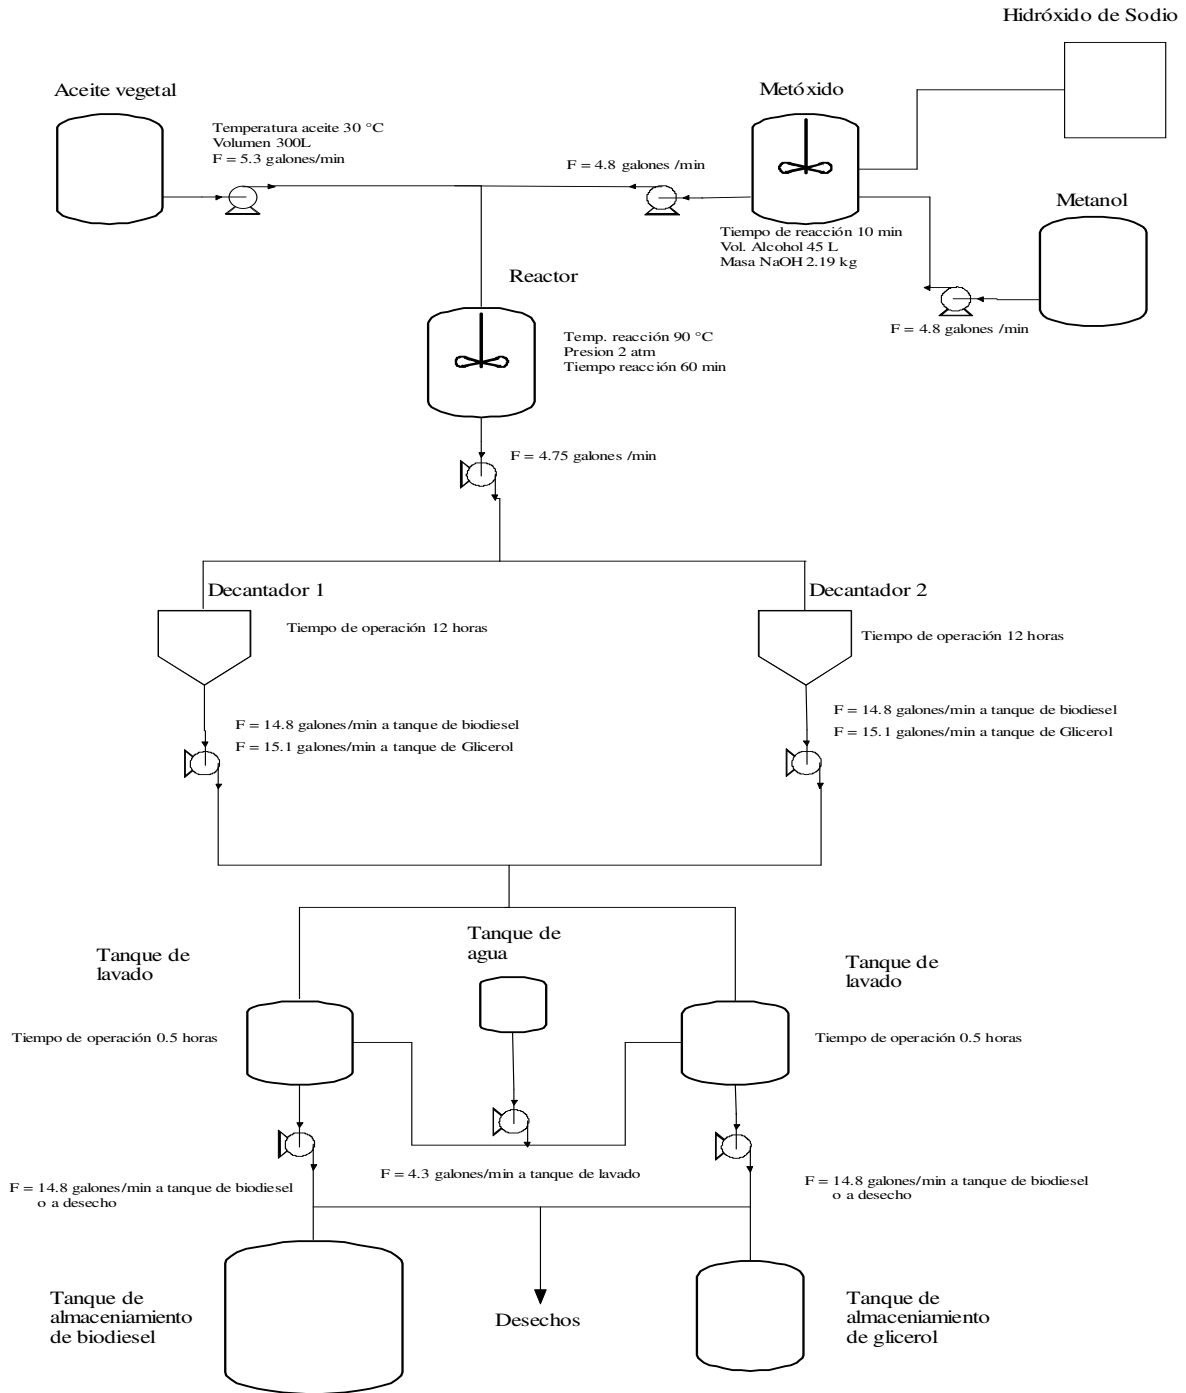 Hidróxido de Sodio
Aceite vegetal
Metóxido
Temperatura aceite 30 °C
Volumen 300L
F = 5.3 galones/min
F = 4.8 galones /min
Metanol
Tiempo de reacción 10 min
Vol. Alcohol 45 L
Masa NaOH 2.19 kg
F = 4.8 galones /min
Reactor
Temp. reacción 90 °C
Presion 2 atm
Tiempo reacción 60 min
F = 4.75 galones /min
Decantador 1
Decantador 2
Tiempo de operación 12 horas
Tiempo de operación 12 horas
F = 14.8 galones/min a tanque de biodiesel
F = 15.1 galones/min a tanque de Glicerol
F = 14.8 galones/min a tanque de biodiesel
F = 15.1 galones/min a tanque de Glicerol
Tanque de
lavado
Tanque de
agua
Tanque de
lavado
Tiempo de operación 0.5 horas
Tiempo de operación 0.5 horas
F = 14.8 galones/min a tanque de biodiesel
o a desecho
F = 4.3 galones/min a tanque de lavado
F = 14.8 galones/min a tanque de biodiesel
o a desecho
Tanque de
almaceniamiento
de biodiesel
Desechos
Tanque de
almaceniamiento
de glicerol